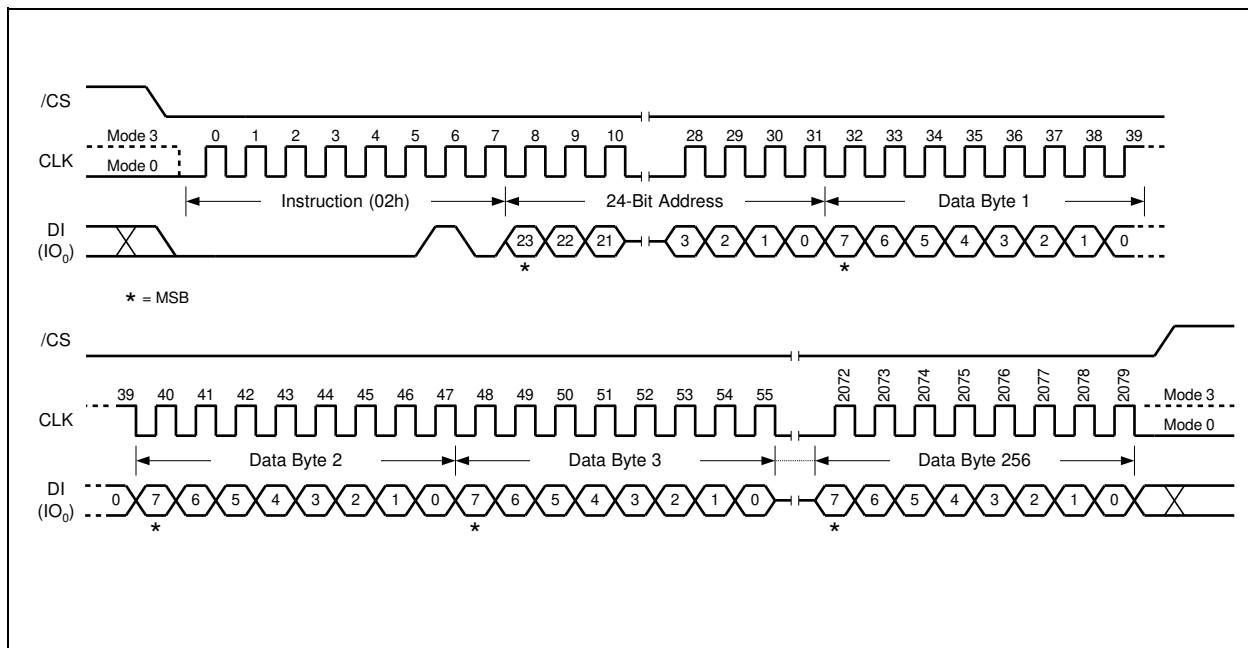 /CS
Mode 3
0 1 2 3 4 5 6 7 8 9 10 28 29 30 31 32 33 34 35 36 37 38 39
CLK
Mode 0
Instruction (02h) 24-Bit Address Data Byte 1
DI
(IO0)
23 22 21 3 2 1 0 7 6 5 4 3 2 1 0
* *
* = MSB
/CS
39 40 41 42 43 44 45 46 47 48 49 50 51 52 53 54 55 2072 2073 2074 2075 2076 2077 2078 2079
Mode 3
CLK
Mode 0
Data Byte 2 Data Byte 3 Data Byte 256
DI
(IO0)
0 7 6 5 4 3 2 1 0 7 6 5 4 3 2 1 0 7 6 5 4 3 2 1 0
* * *